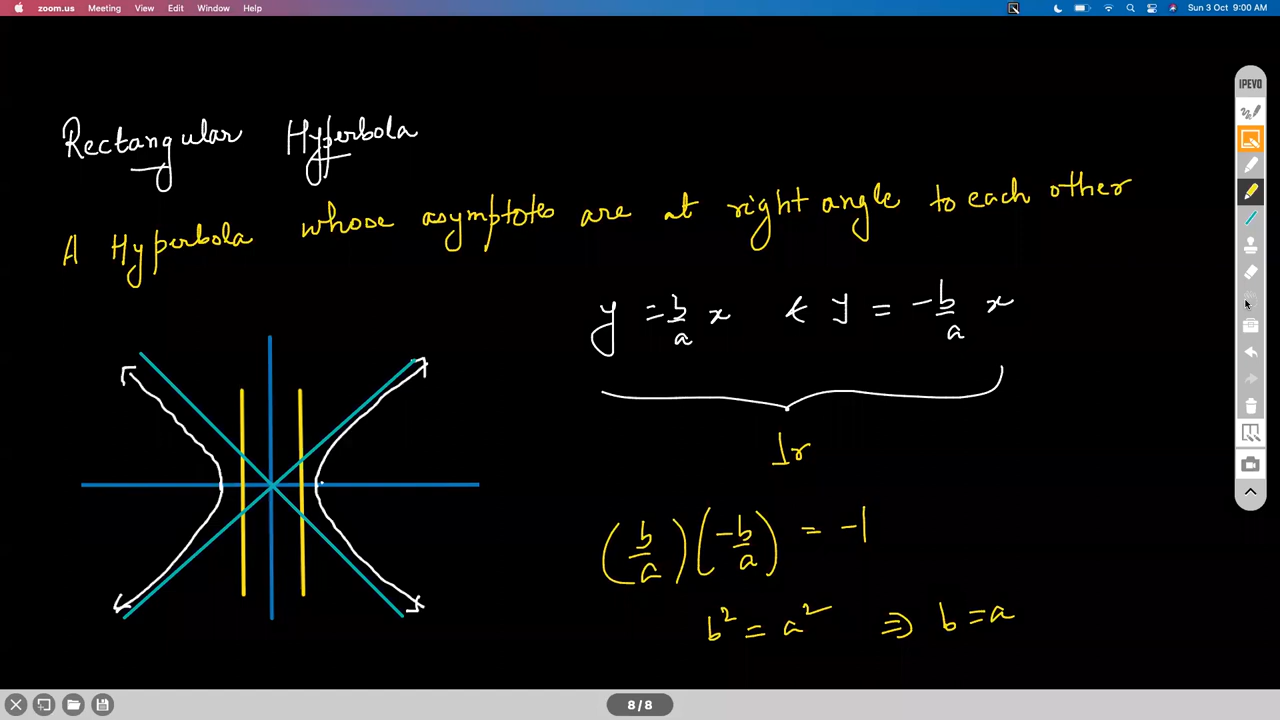 zoom.us Meeting View Edit Window Help Sun 3 Oct 9:00 AM
IPEVO
Rectangular Hyperbola
A Hyperbola whose asymptotes are at right angle to each other
y = b/a x & y = -b/a x
⊥r
(b/a)(-b/a) = -1
b² = a² ⇒ b = a
8/8